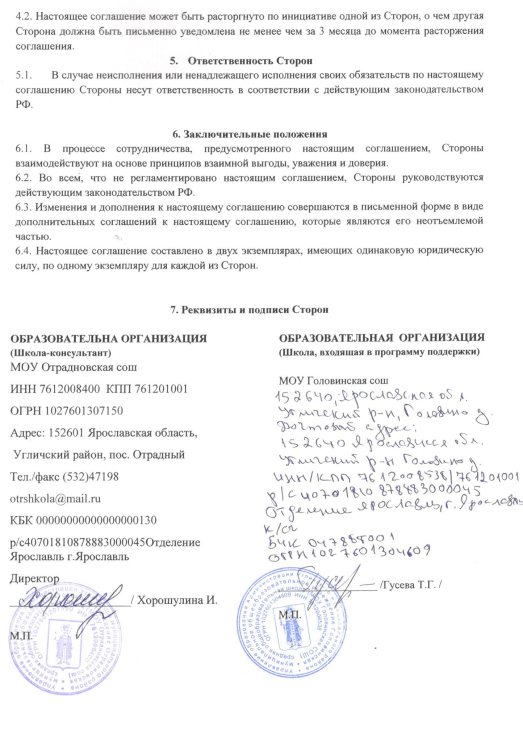 4.2. Настоящее соглашение может быть расторгнуто по инициативе одной из Сторон, о чем другая
Сторона должна быть письменно уведомлена не менее чем за 3 месяца до момента расторжения
соглашения.
5. Ответственность Сторон
5.1. В случае неисполнения или ненадлежащего исполнения своих обязательств по настоящему
соглашению Стороны несут ответственность в соответствии с действующим законодательством
РФ.
6. Заключительные положения
6.1. В процессе сотрудничества, предусмотренного настоящим соглашением, Стороны
взаимодействуют на основе принципов взаимной выгоды, уважения и доверия.
6.2. Во всем, что не регламентировано настоящим соглашением, Стороны руководствуются
действующим законодательством РФ.
6.3. Изменения и дополнения к настоящему соглашению совершаются в письменной форме в виде
дополнительных соглашений к настоящему соглашению, которые являются его неотъемлемой
частью.
6.4. Настоящее соглашение составлено в двух экземплярах, имеющих одинаковую юридическую
силу, по одному экземпляру для каждой из Сторон.
7. Реквизиты и подписи Сторон
ОБРАЗОВАТЕЛЬНА ОРГАНИЗАЦИЯ
(Школа-консультант)
МОУ Отрадновская сош
ИНН 7612008400 КПП 761201001
ОГРН 1027601307150
Адрес: 152601 Ярославская область,
Угличский район, пос. Отрадный
Тел./факс (532)47198
otrshkola@mail.ru
КБК 00000000000000000130
р/с40701810878883000045Отделение
Ярославль г.Ярославль
Директор
/ Хорошулина И.
М.П.
ОБРАЗОВАТЕЛЬНАЯ ОРГАНИЗАЦИЯ
(Школа, входящая в программу поддержки)
МОУ Головинская сош
152640, Ярославская обл.
Угличский р-н, Головино д.
Почтовый адрес:
152640 Ярославская обл.
Угличский р-н Головино д.
ИНН/КПП 7612008538/761201001
р/с 40701810 878883000045
Отделение Ярославль, г. Ярославль
к/сч
БИК 047885001
ОГРН 1027601304609
/Гусева Т.Г. /
М.П.